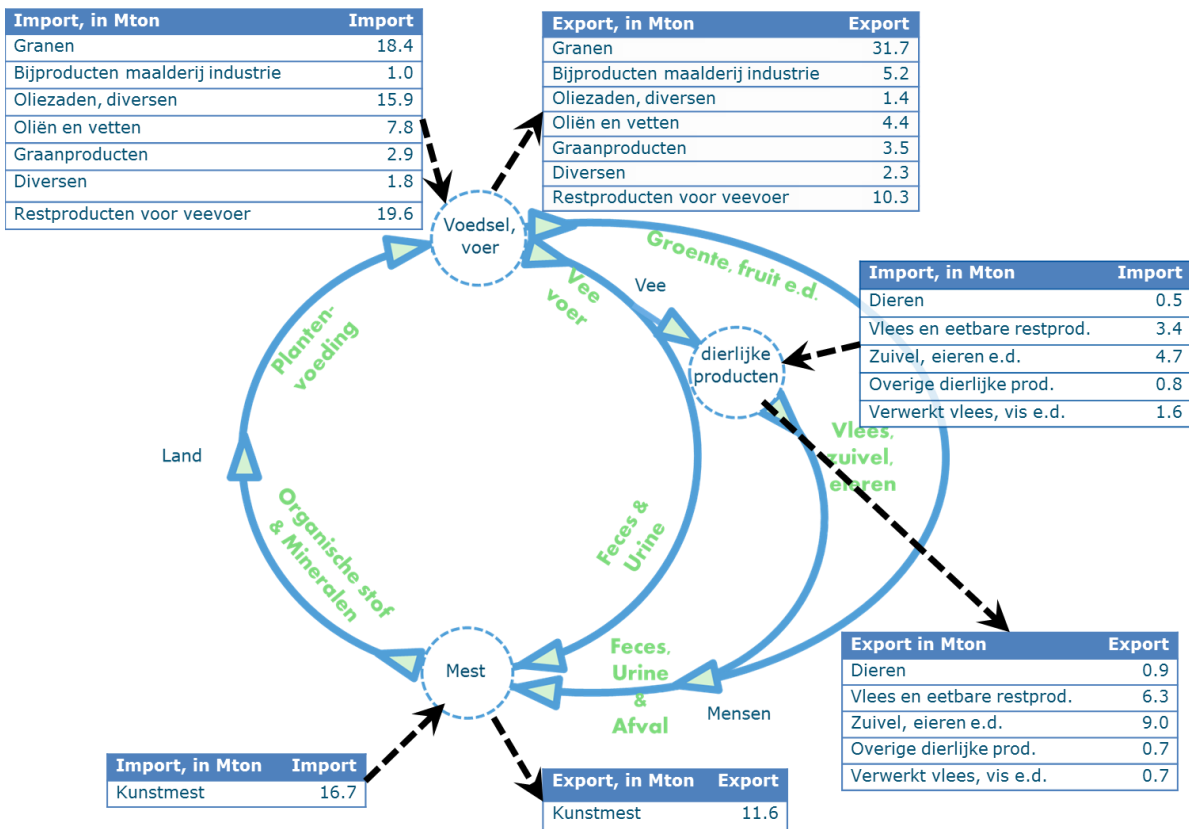 Import, in Mton Import
Granen 18.4
Bijproducten maalderij industrie 1.0
Oliezaden, diversen 15.9
Oliën en vetten 7.8
Graanproducten 2.9
Diversen 1.8
Restproducten voor veevoer 19.6
Export, in Mton Export
Granen 31.7
Bijproducten maalderij industrie 5.2
Oliezaden, diversen 1.4
Oliën en vetten 4.4
Graanproducten 3.5
Diversen 2.3
Restproducten voor veevoer 10.3
Voedsel,
voer
Groente, fruit e.d.
Vee
voer
Vee
Import, in Mton Import
Dieren 0.5
Vlees en eetbare restprod. 3.4
Zuivel, eieren e.d. 4.7
Overige dierlijke prod. 0.8
Verwerkt vlees, vis e.d. 1.6
dierlijke
producten
Planten-
voeding
Vlees,
zuivel,
eieren
Land
Organische stof
& Mineralen
Feces &
Urine
Mest
Feces,
Urine
&
Afval
Mensen
Export in Mton Export
Dieren 0.9
Vlees en eetbare restprod. 6.3
Zuivel, eieren e.d. 9.0
Overige dierlijke prod. 0.7
Verwerkt vlees, vis e.d. 0.7
Import, in Mton Import
Kunstmest 16.7
Export, in Mton Export
Kunstmest 11.6